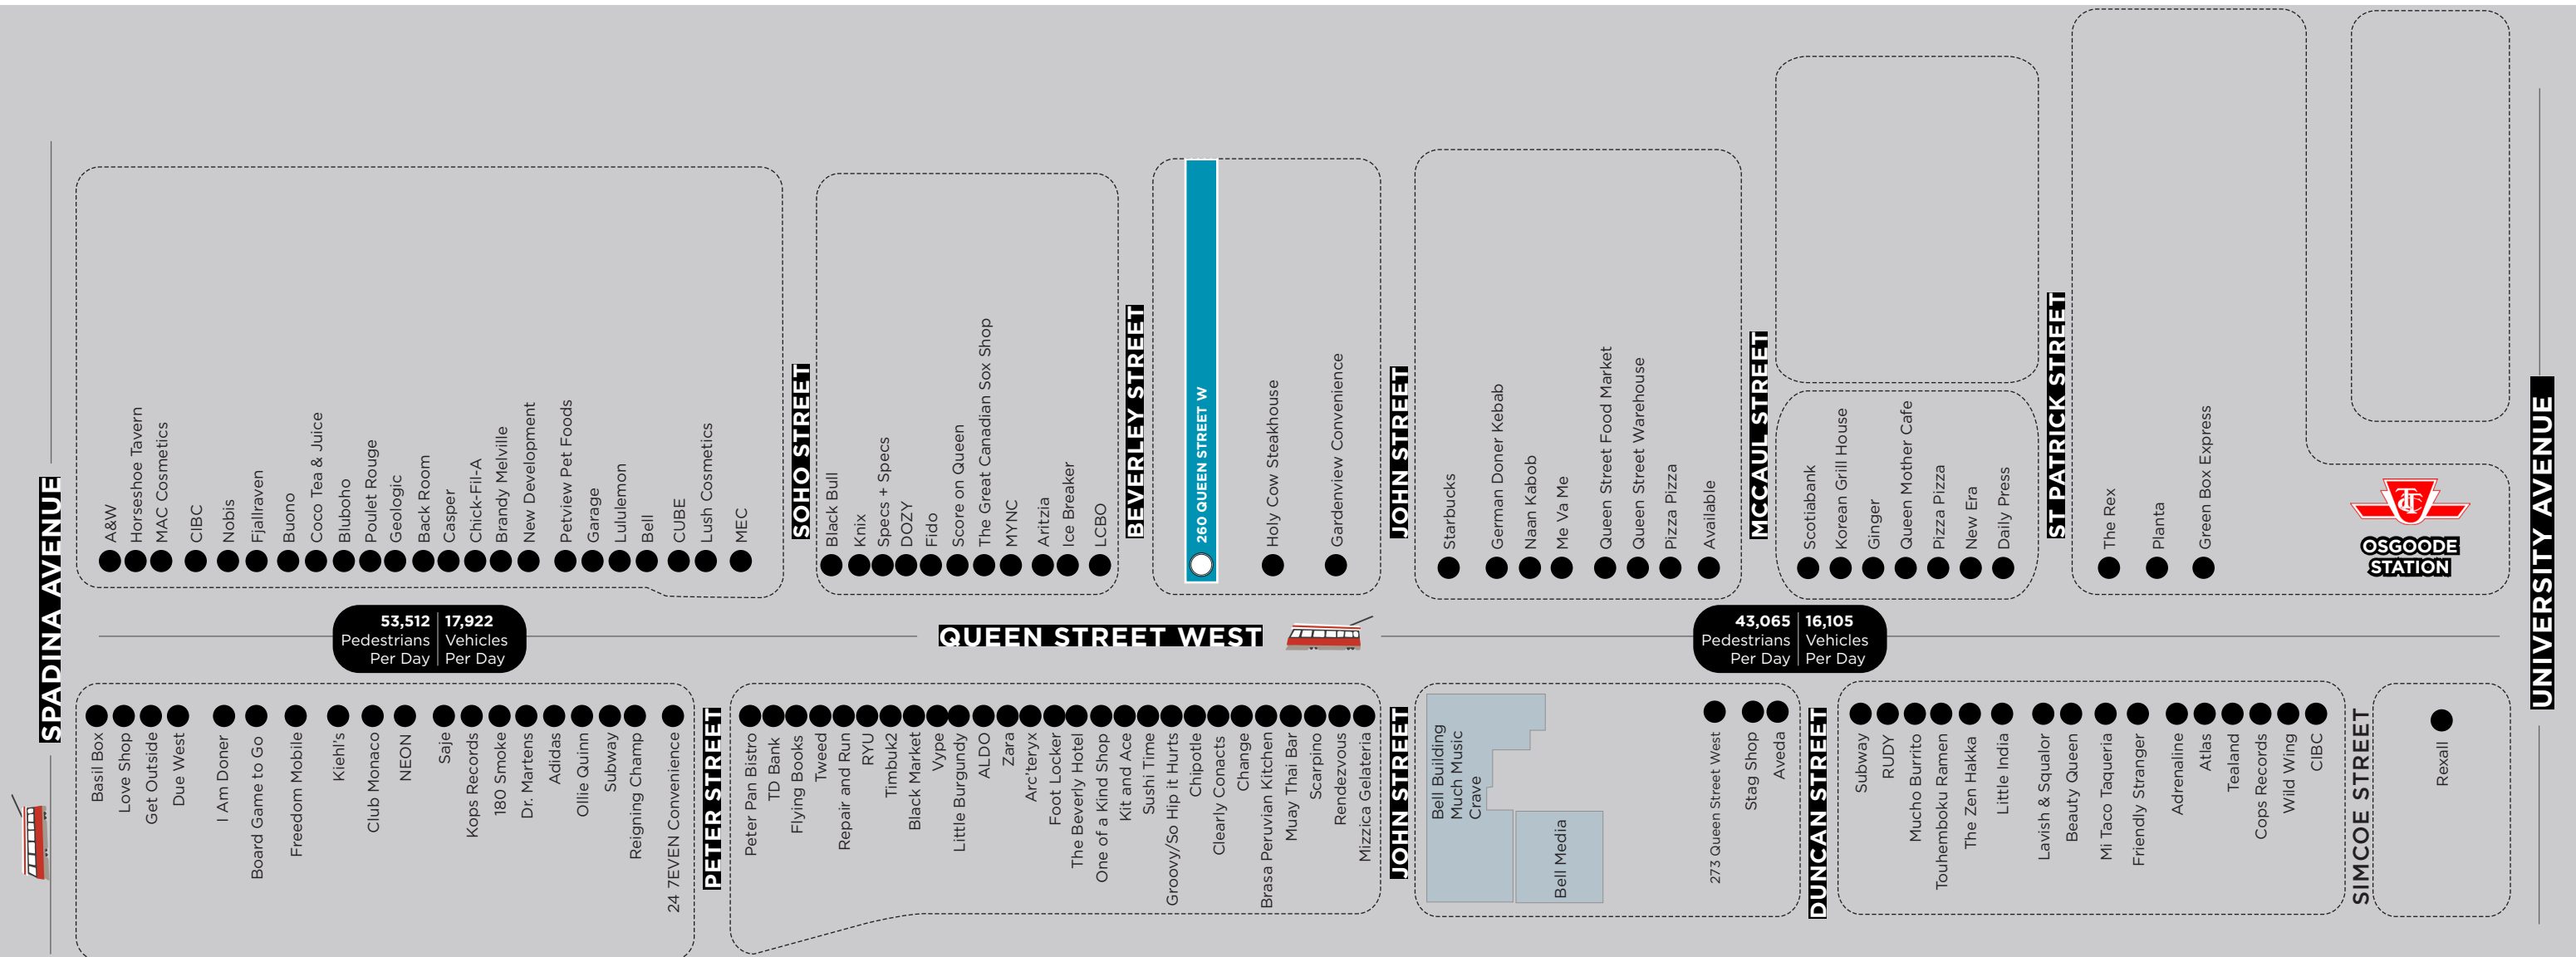 SPADINA AVENUE
A&W
Horseshoe Tavern
MAC Cosmetics
CIBC
Nobis
Fjallraven
Buono
Coco Tea & Juice
Bluboho
Poulet Rouge
Geologic
Back Room
Casper
Chick-Fil-A
Brandy Melville
New Development
Petview Pet Foods
Garage
Lululemon
Bell
CUBE
Lush Cosmetics
MEC
SOHO STREET
Black Bull
Knix
Specs + Specs
DOZY
Fido
Score on Queen
The Great Canadian Sox Shop
MYNC
Aritzia
Ice Breaker
LCBO
BEVERLEY STREET
260 QUEEN STREET W
Holy Cow Steakhouse
Gardenview Convenience
JOHN STREET
Starbucks
German Doner Kebab
Naan Kabob
Me Va Me
Queen Street Food Market
Queen Street Warehouse
Pizza Pizza
Available
MCCAUL STREET
Scotiabank
Korean Grill House
Ginger
Queen Mother Cafe
Pizza Pizza
New Era
Daily Press
ST PATRICK STREET
The Rex
Planta
Green Box Express
TTC
OSGOODE
STATION
UNIVERSITY AVENUE
53,512
Pedestrians
Per Day
17,922
Vehicles
Per Day
QUEEN STREET WEST
43,065
Pedestrians
Per Day
16,105
Vehicles
Per Day
Basil Box
Love Shop
Get Outside
Due West
I Am Doner
Board Game to Go
Freedom Mobile
Kiehl's
Club Monaco
NEON
Saje
Kops Records
180 Smoke
Dr. Martens
Adidas
Ollie Quinn
Subway
Reigning Champ
24 7EVEN Convenience
PETER STREET
Peter Pan Bistro
TD Bank
Flying Books
Tweed
Repair and Run
RYU
Timbuk2
Black Market
Vype
Little Burgundy
ALDO
Zara
Arc'teryx
Foot Locker
The Beverly Hotel
One of a Kind Shop
Kit and Ace
Sushi Time
Groovy/So Hip it Hurts
Chipotle
Clearly Conacts
Change
Brasa Peruvian Kitchen
Muay Thai Bar
Scarpino
Rendezvous
Mizzica Gelateria
JOHN STREET
Bell Building
Much Music
Crave
Bell Media
273 Queen Street West
Stag Shop
Aveda
DUNCAN STREET
Subway
RUDY
Mucho Burrito
Touhemboku Ramen
The Zen Hakka
Little India
Lavish & Squalor
Beauty Queen
Mi Taco Taqueria
Friendly Stranger
Adrenaline
Atlas
Tealand
Cops Records
Wild Wing
CIBC
SIMCOE STREET
Rexall